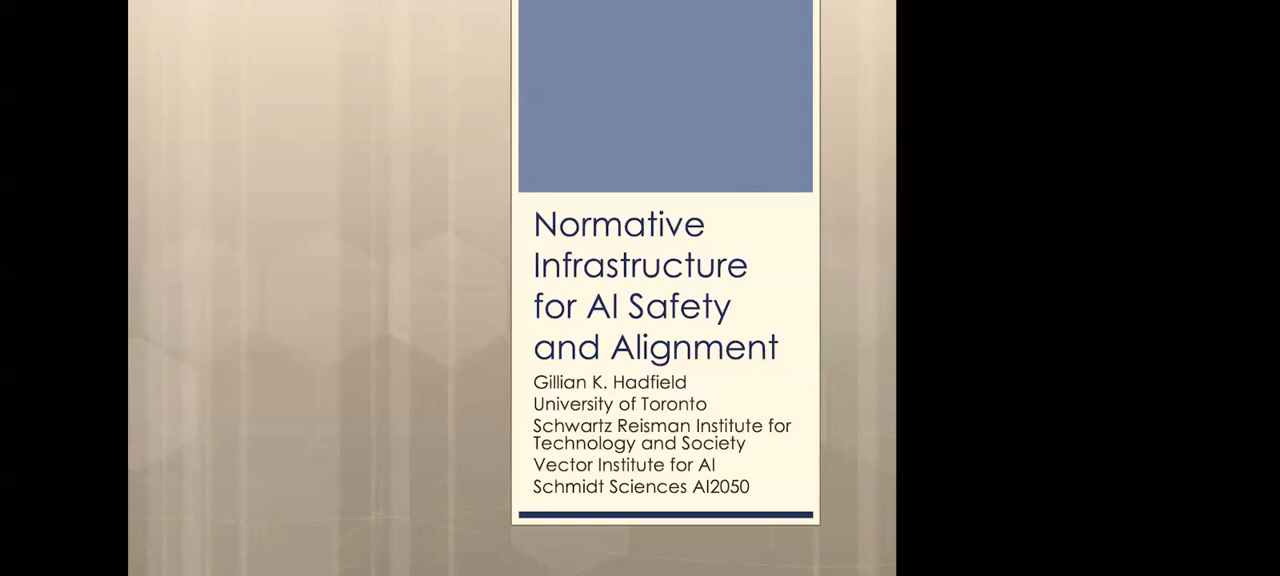 Normative
Infrastructure
for AI Safety
and Alignment
Gillian K. Hadfield
University of Toronto
Schwartz Reisman Institute for
Technology and Society
Vector Institute for AI
Schmidt Sciences AI2050